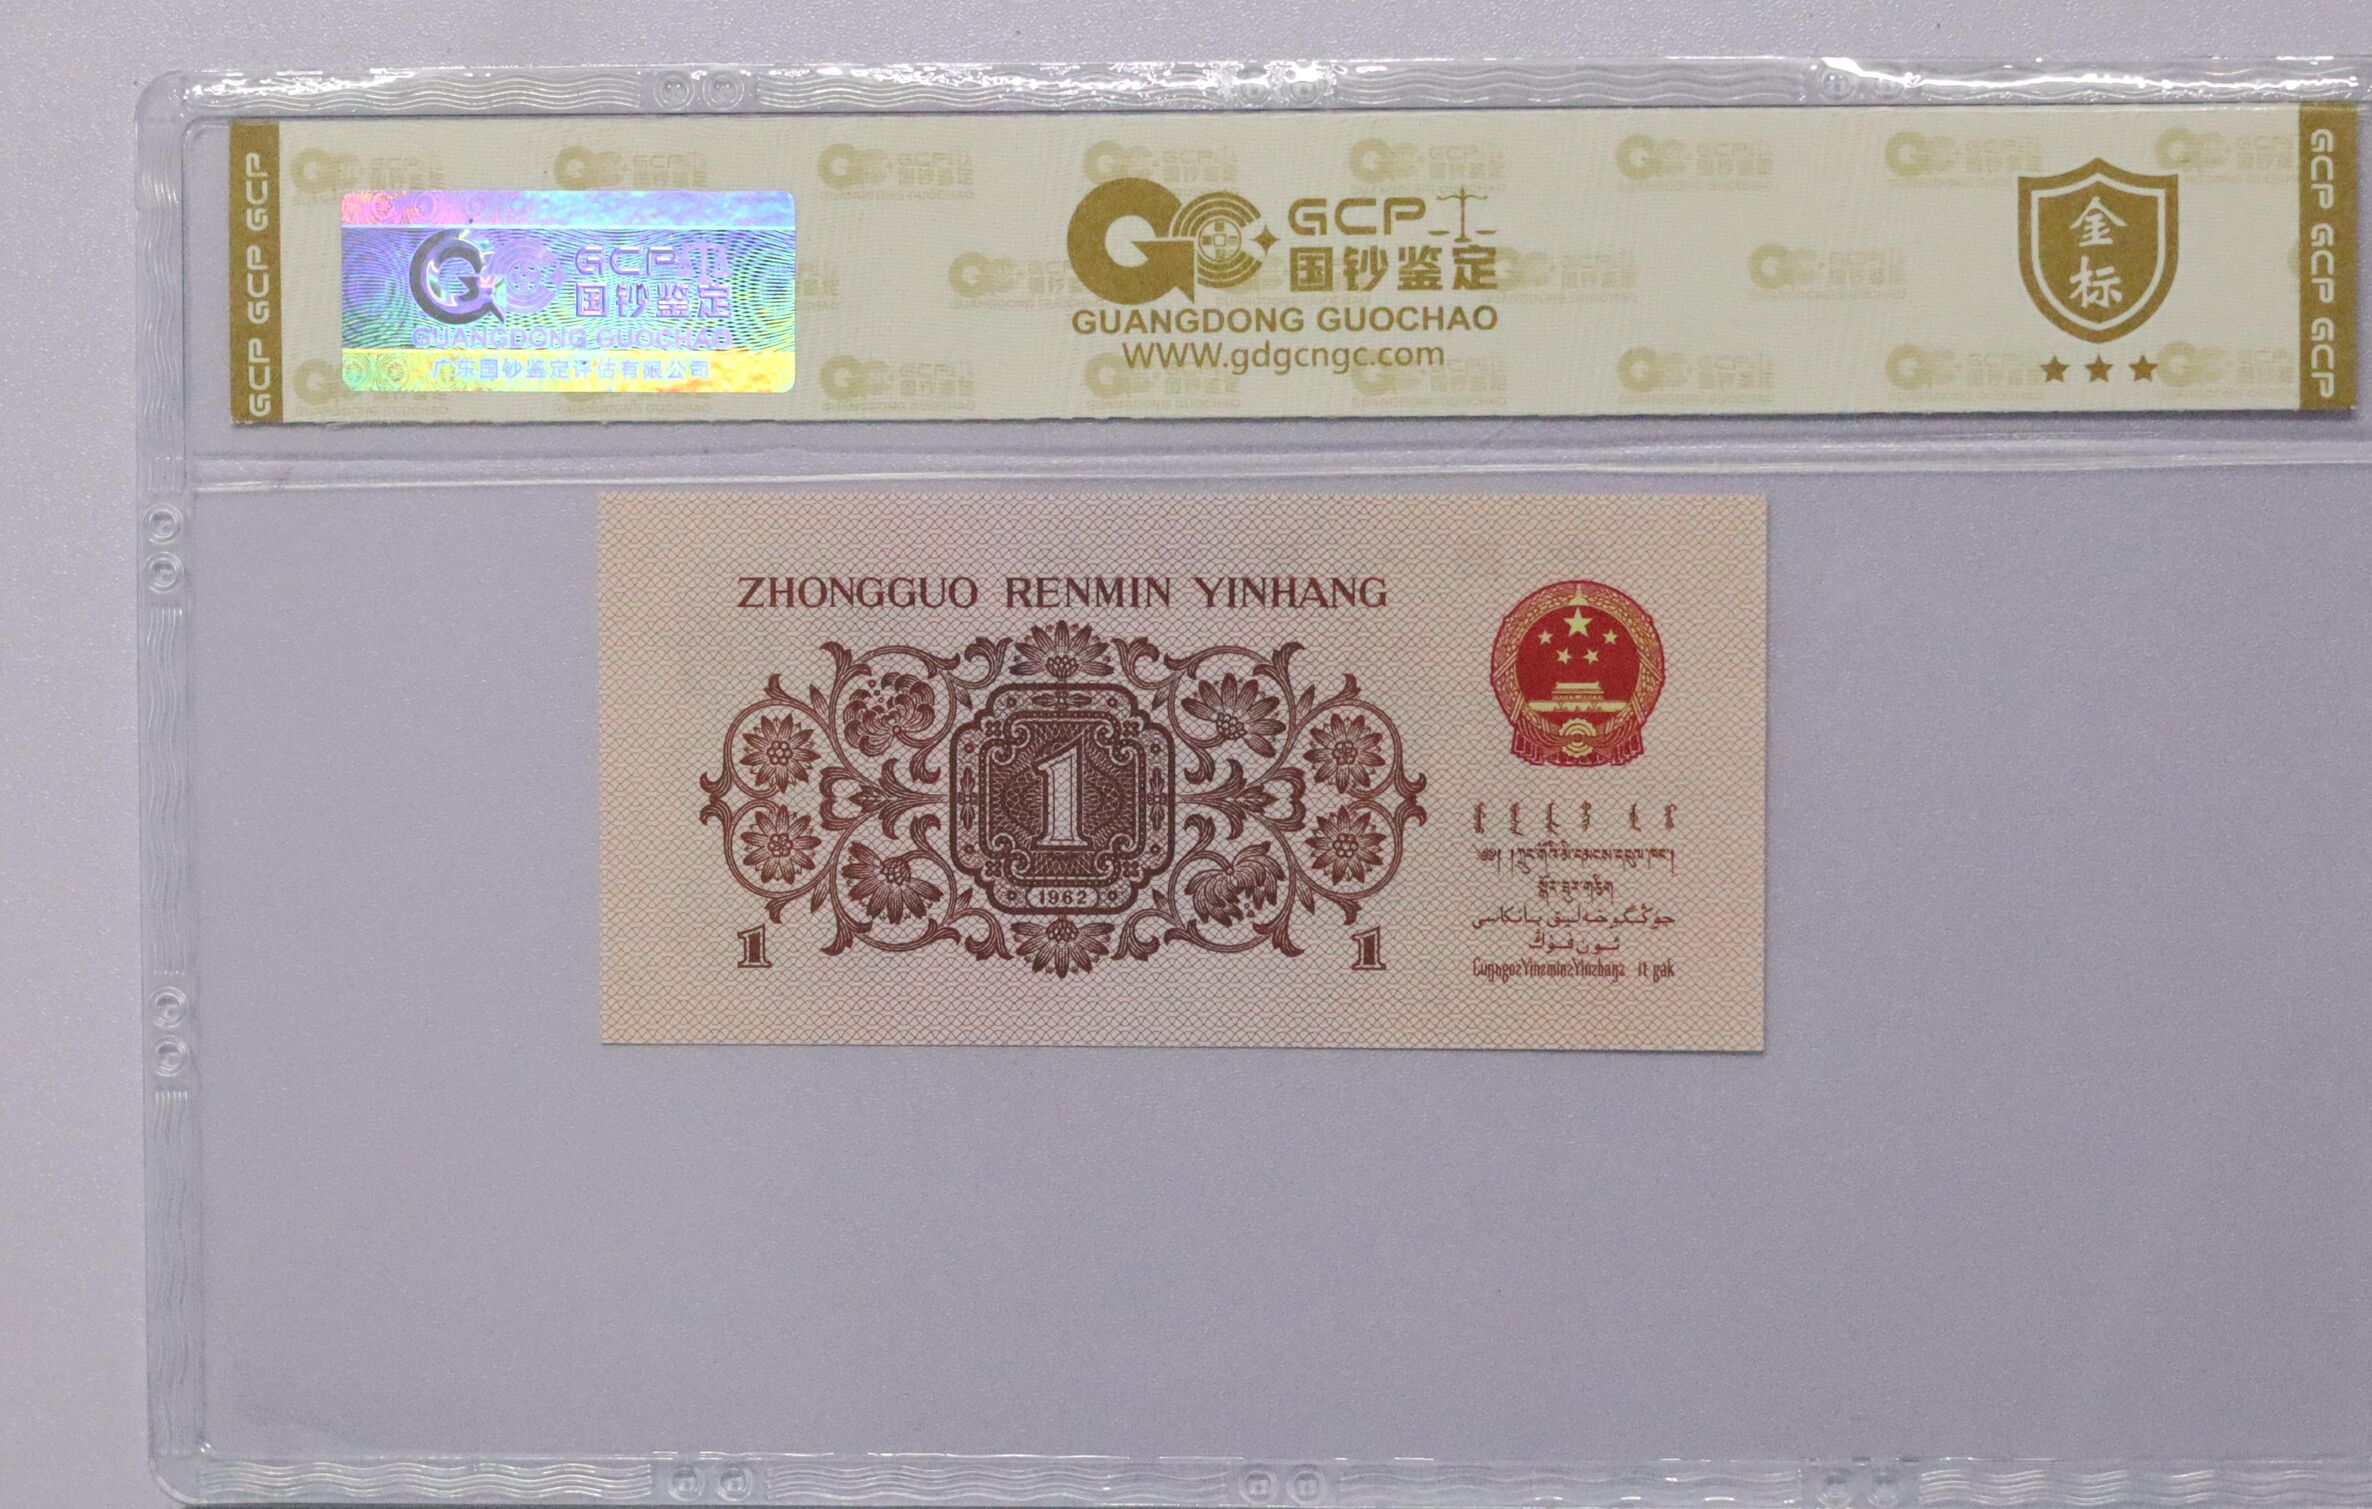 GCP GCP GCP
GCP
国钞鉴定
GUANGDONG GUOCHAO
广东国钞鉴定评估有限公司
GCP
国钞鉴定
GUANGDONG GUOCHAO
WWW.gdgcngc.com
金
标
GCP GCP GCP
ZHONGGUO RENMIN YINHANG
1
1962
1
1